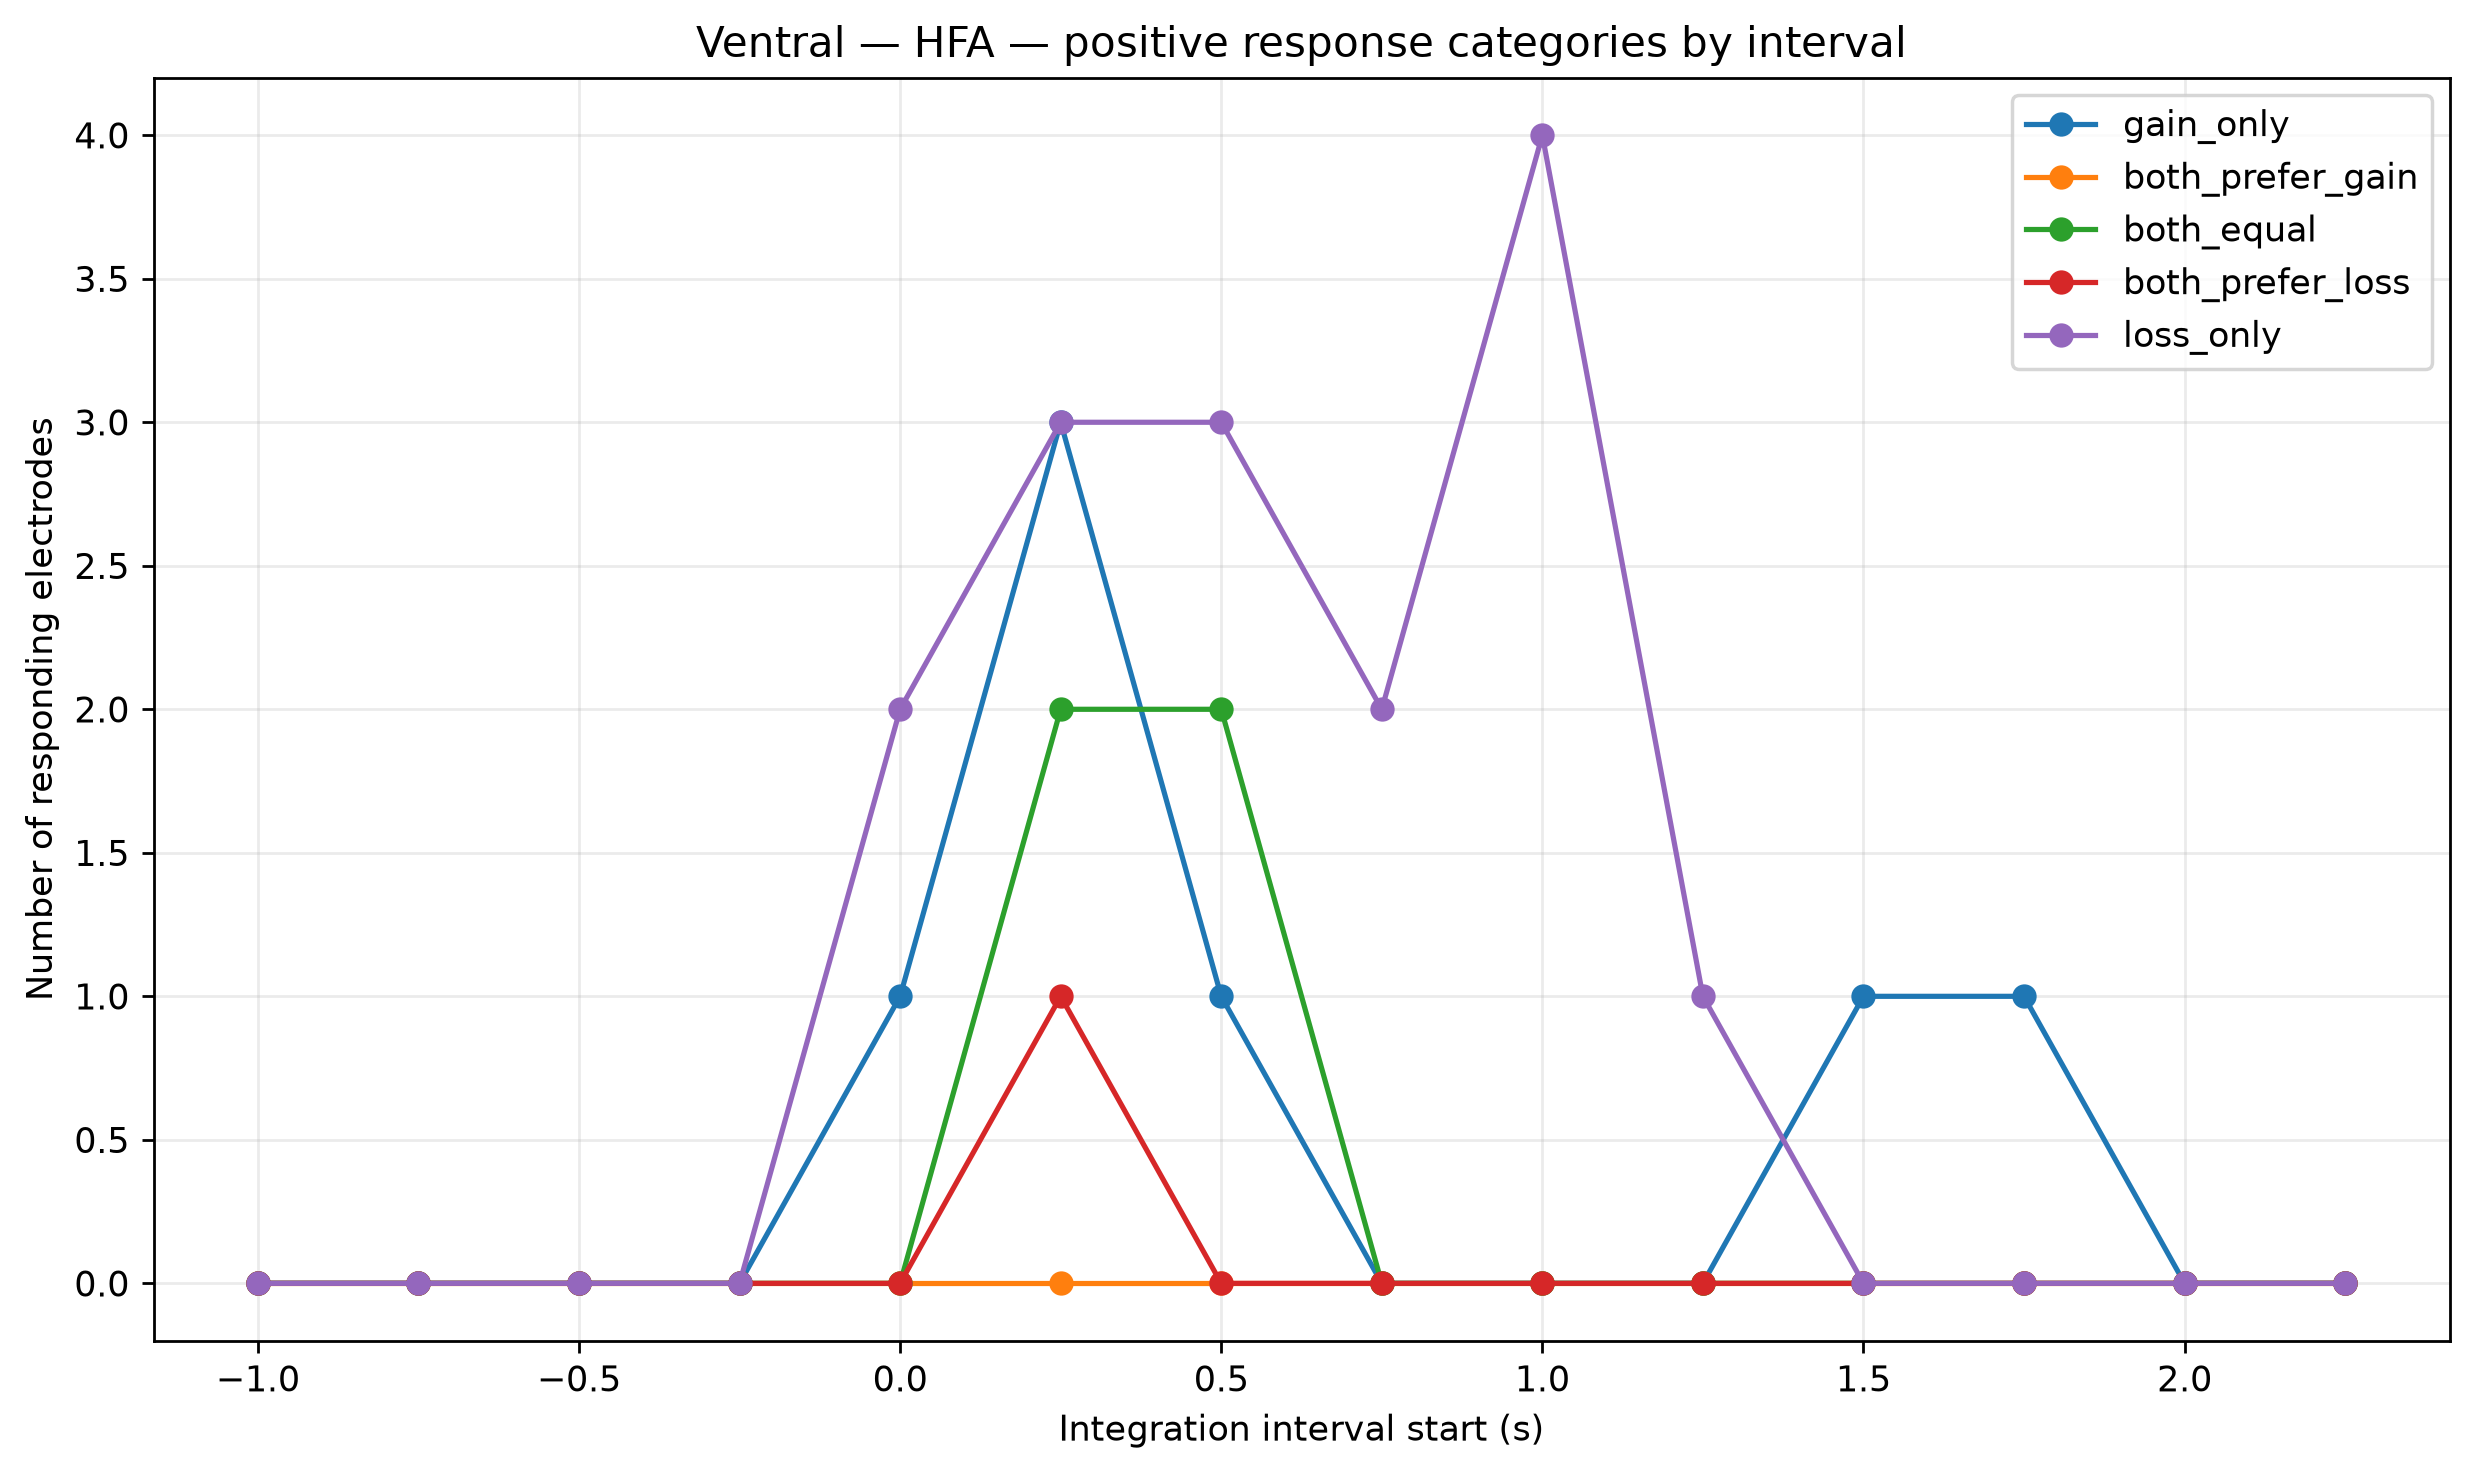 Ventral — HFA — positive response categories by interval
gain_only
both_prefer_gain
both_equal
both_prefer_loss
loss_only
Number of responding electrodes
4.0
3.5
3.0
2.5
2.0
1.5
1.0
0.5
0.0
−1.0 −0.5 0.0 0.5 1.0 1.5 2.0
Integration interval start (s)